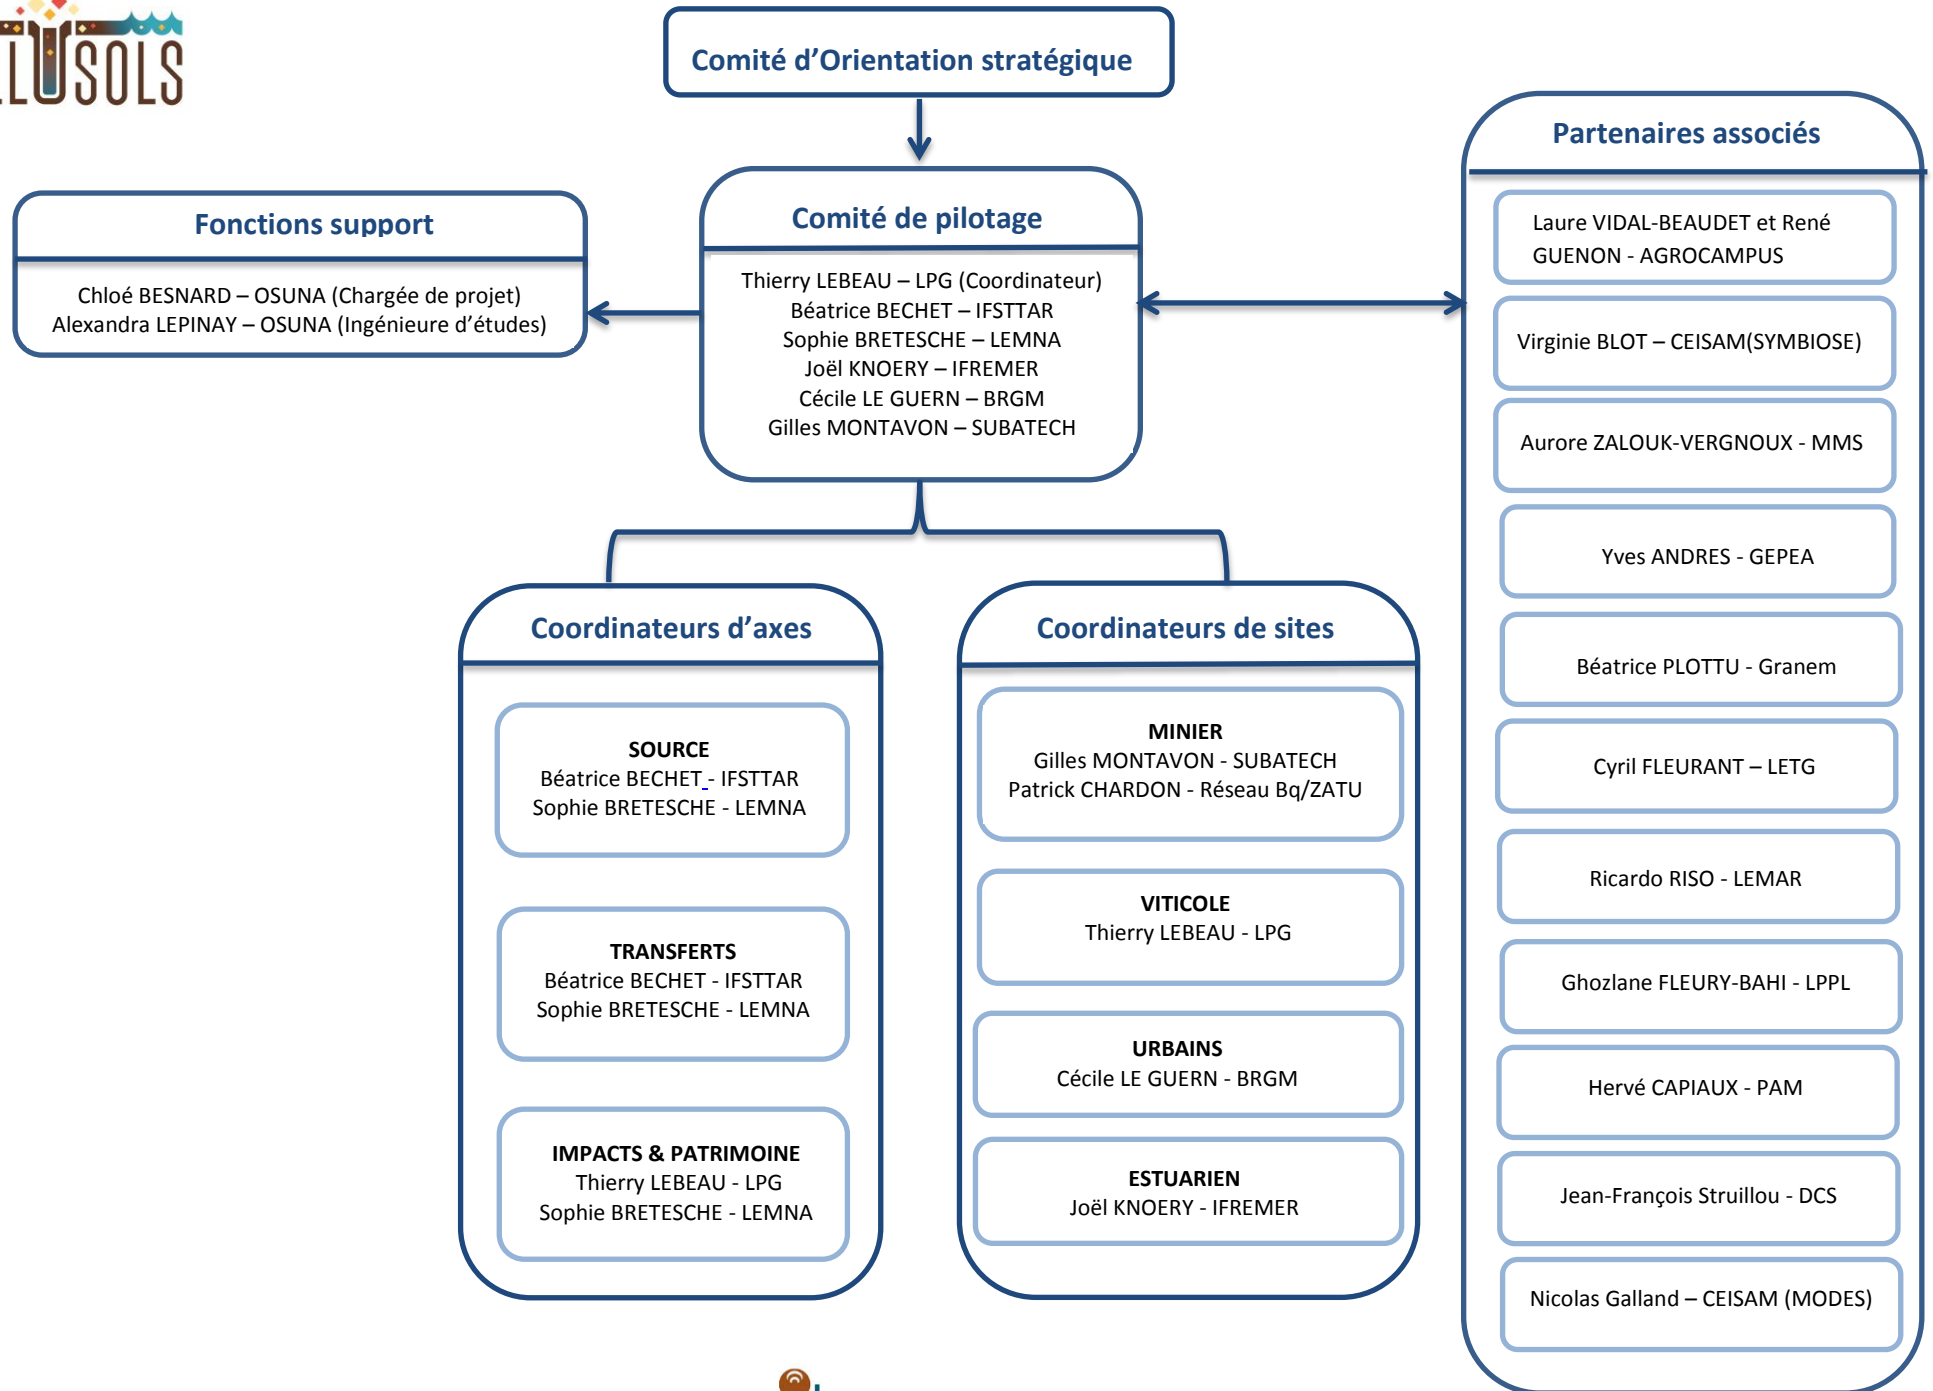 LUSOLS
Comité d'Orientation stratégique
Fonctions support
Chloé BESNARD – OSUNA (Chargée de projet)
Alexandra LEPINAY – OSUNA (Ingénieure d'études)
Comité de pilotage
Thierry LEBEAU – LPG (Coordinateur)
Béatrice BECHET – IFSTTAR
Sophie BRETESCHE – LEMNA
Joël KNOERY – IFREMER
Cécile LE GUERN – BRGM
Gilles MONTAVON – SUBATECH
Coordinateurs d'axes
SOURCE
Béatrice BECHET - IFSTTAR
Sophie BRETESCHE - LEMNA
TRANSFERTS
Béatrice BECHET - IFSTTAR
Sophie BRETESCHE - LEMNA
IMPACTS & PATRIMOINE
Thierry LEBEAU - LPG
Sophie BRETESCHE - LEMNA
Coordinateurs de sites
MINIER
Gilles MONTAVON - SUBATECH
Patrick CHARDON - Réseau Bq/ZATU
VITICOLE
Thierry LEBEAU - LPG
URBAINS
Cécile LE GUERN - BRGM
ESTUARIEN
Joël KNOERY - IFREMER
Partenaires associés
Laure VIDAL-BEAUDET et René
GUENON - AGROCAMPUS
Virginie BLOT – CEISAM(SYMBIOSE)
Aurore ZALOUK-VERGNOUX - MMS
Yves ANDRES - GEPEA
Béatrice PLOTTU - Granem
Cyril FLEURANT – LETG
Ricardo RISO - LEMAR
Ghozlane FLEURY-BAHI - LPPL
Hervé CAPIAUX - PAM
Jean-François Struillou - DCS
Nicolas Galland – CEISAM (MODES)